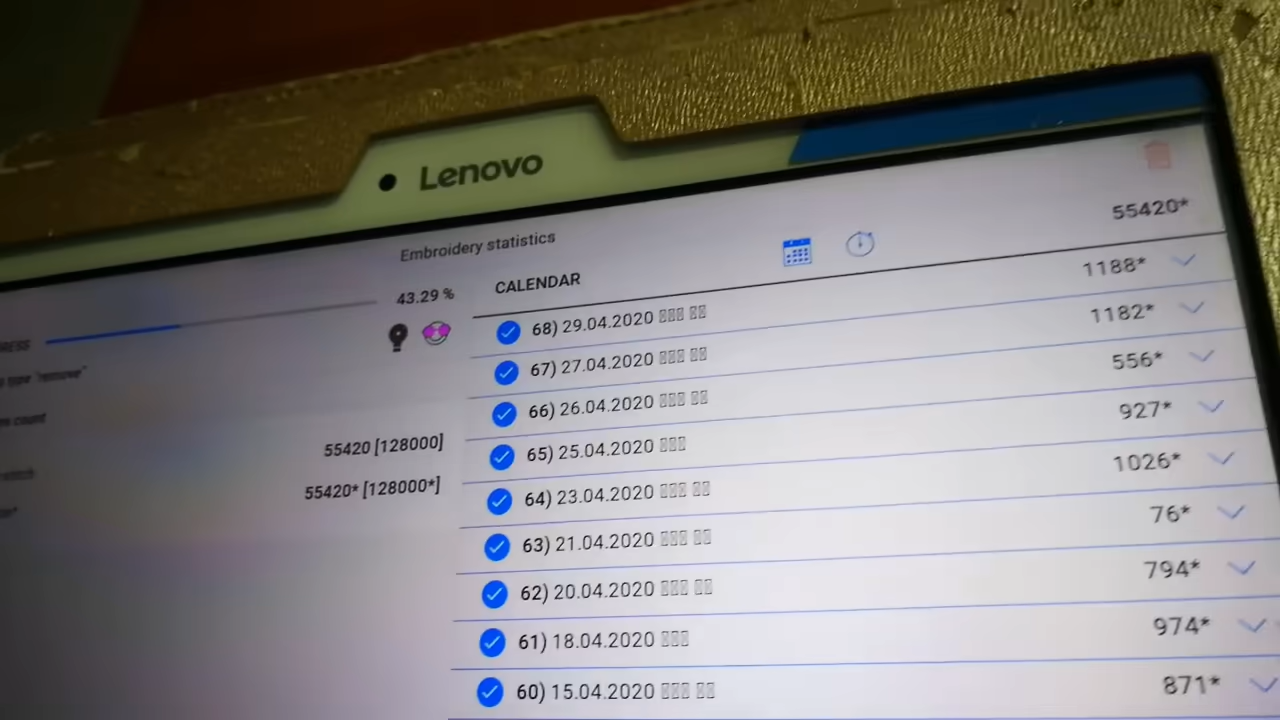 Lenovo
Embroidery statistics
55420*
43.29 %
CALENDAR
68) 29.04.2020 1188*
67) 27.04.2020 1182*
66) 26.04.2020 556*
65) 25.04.2020 927*
64) 23.04.2020 1026*
63) 21.04.2020 76*
62) 20.04.2020 794*
61) 18.04.2020 974*
60) 15.04.2020 871*
count
55420 [128000]
55420* [128000*]